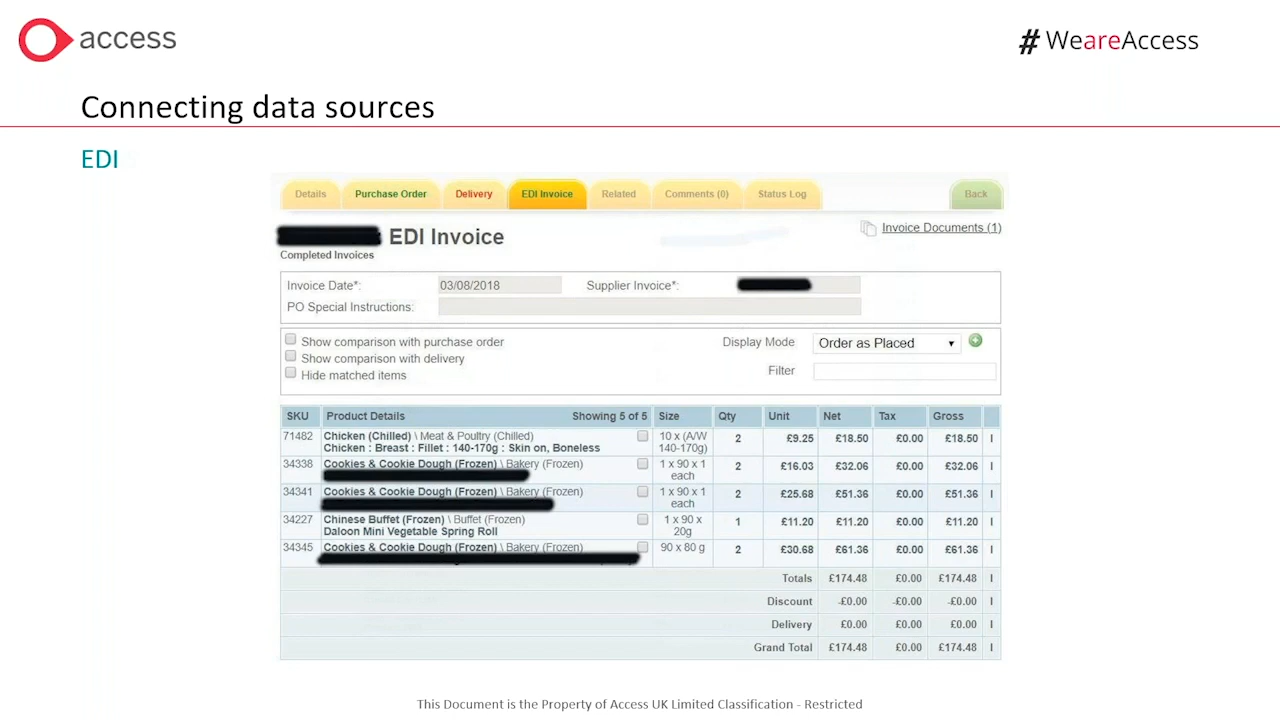 access
#WeareAccess
Connecting data sources
EDI
Details Purchase Order Delivery EDI Invoice Related Comments (0) Status Log Back
EDI Invoice
Invoice Documents (1)
Completed Invoices
Invoice Date*: 03/08/2018 Supplier Invoice*:
PO Special Instructions:
Show comparison with purchase order Display Mode Order as Placed
Show comparison with delivery
Hide matched items Filter
SKU Product Details Showing 5 of 5 Size Qty Unit Net Tax Gross
71482 Chicken (Chilled) \ Meat & Poultry (Chilled) 10 x (A/W 2 £9.25 £18.50 £0.00 £18.50 I
Chicken : Breast : Fillet : 140-170g : Skin on, Boneless 140-170g)
34338 Cookies & Cookie Dough (Frozen) \ Bakery (Frozen) 1 x 90 x 1 2 £16.03 £32.06 £0.00 £32.06 I
each
34341 Cookies & Cookie Dough (Frozen) \ Bakery (Frozen) 1 x 90 x 1 2 £25.68 £51.36 £0.00 £51.36 I
each
34227 Chinese Buffet (Frozen) \ Buffet (Frozen) 1 x 90 x 1 £11.20 £11.20 £0.00 £11.20 I
Daloon Mini Vegetable Spring Roll 20g
34345 Cookies & Cookie Dough (Frozen) \ Bakery (Frozen) 90 x 80 g 2 £30.68 £61.36 £0.00 £61.36 I
Totals £174.48 £0.00 £174.48 I
Discount -£0.00 -£0.00 -£0.00 I
Delivery £0.00 £0.00 £0.00 I
Grand Total £174.48 £0.00 £174.48 I
This Document is the Property of Access UK Limited Classification - Restricted